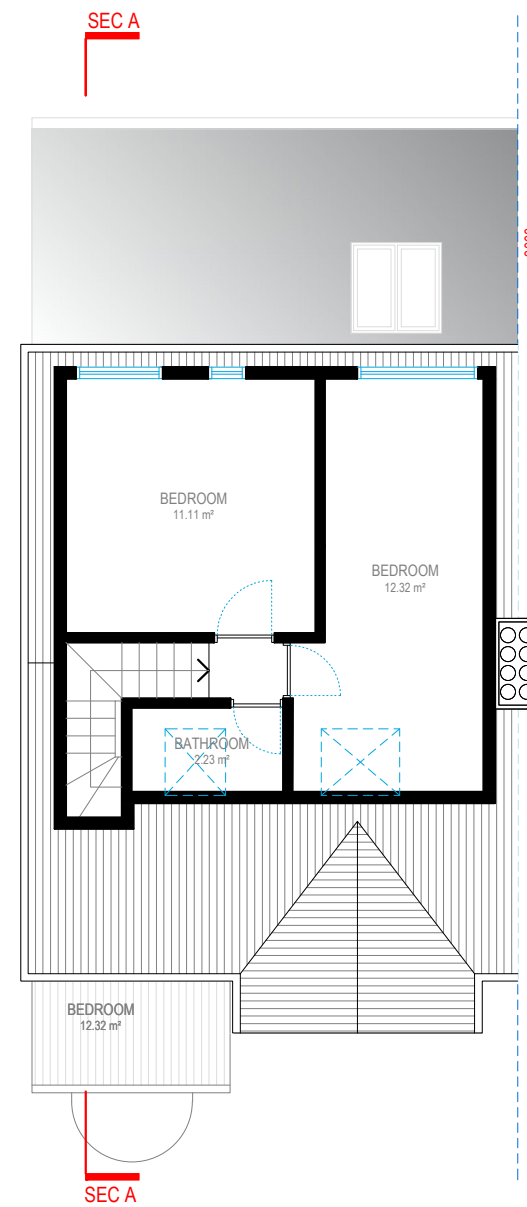 SEC A
BEDROOM
11.11 m²
BEDROOM
12.32 m²
BATHROOM
2.23 m²
BEDROOM
12.32 m²
SEC A